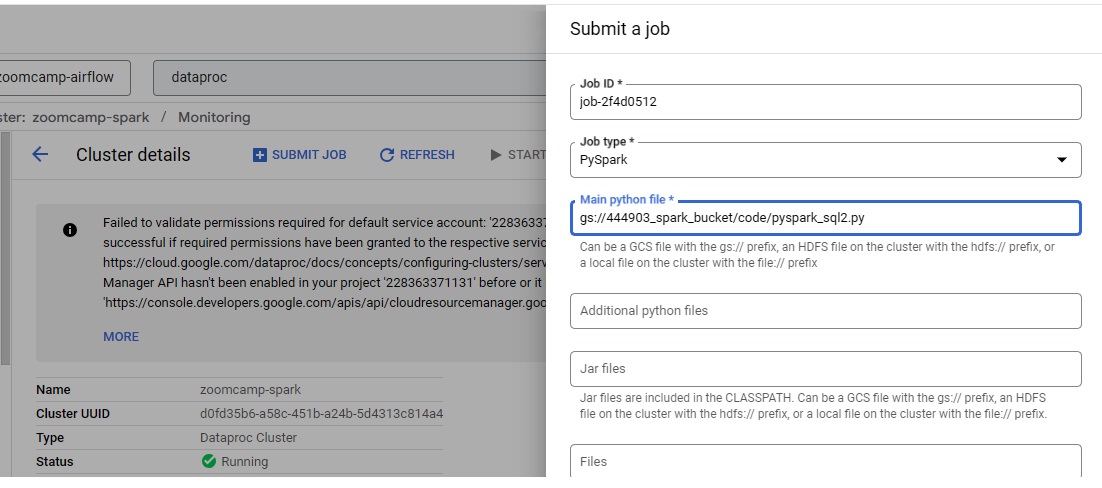 Submit a job
zoomcamp-airflow
dataproc
ster: zoomcamp-spark / Monitoring
Cluster details
SUBMIT JOB
REFRESH
START
Failed to validate permissions required for default service account: '22836337
successful if required permissions have been granted to the respective servic
https://cloud.google.com/dataproc/docs/concepts/configuring-clusters/serv
Manager API hasn't been enabled in your project '228363371131' before or it
'https://console.developers.google.com/apis/api/cloudresourcemanager.goo
MORE
Name zoomcamp-spark
Cluster UUID d0fd35b6-a58c-451b-a24b-5d4313c814a4
Type Dataproc Cluster
Status Running
Job ID *
job-2f4d0512
Job type *
PySpark
Main python file *
gs://444903_spark_bucket/code/pyspark_sql2.py
Can be a GCS file with the gs:// prefix, an HDFS file on the cluster with the hdfs:// prefix, or
a local file on the cluster with the file:// prefix
Additional python files
Jar files
Jar files are included in the CLASSPATH. Can be a GCS file with the gs:// prefix, an HDFS
file on the cluster with the hdfs:// prefix, or a local file on the cluster with the file:// prefix.
Files